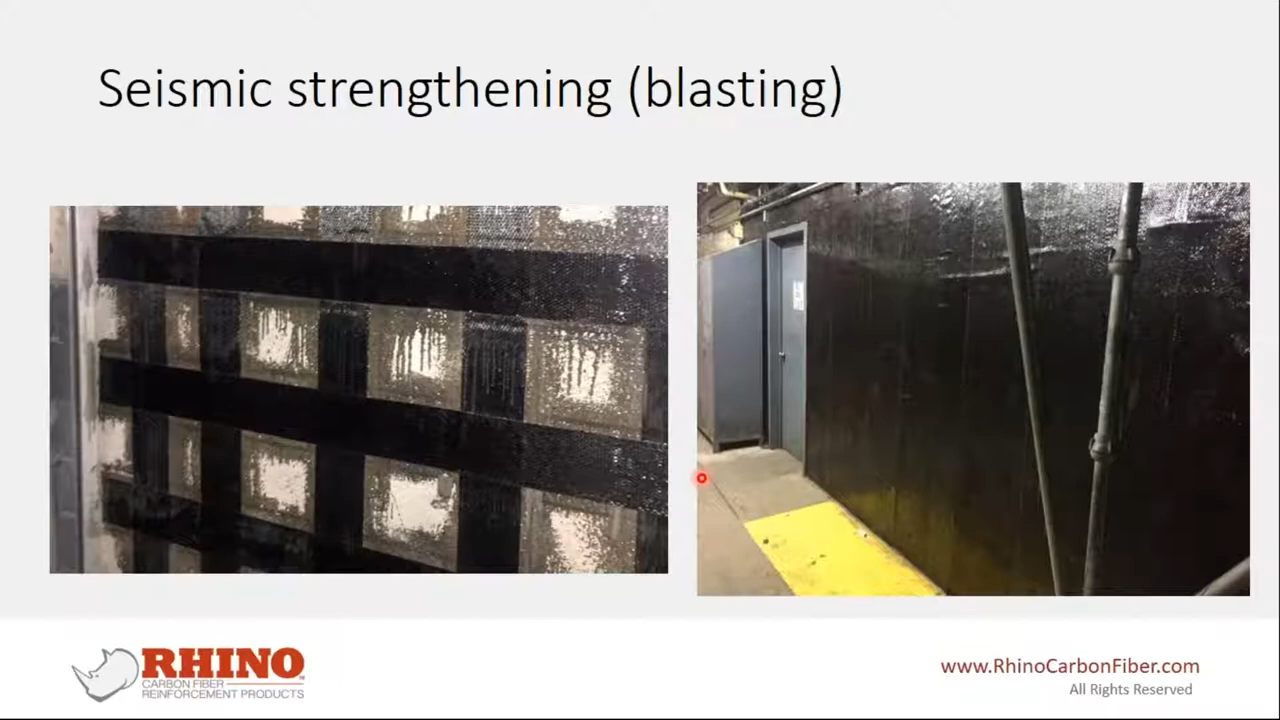 Seismic strengthening (blasting)
RHINO
CARBON FIBER
REINFORCEMENT PRODUCTS
www.RhinoCarbonFiber.com
All Rights Reserved